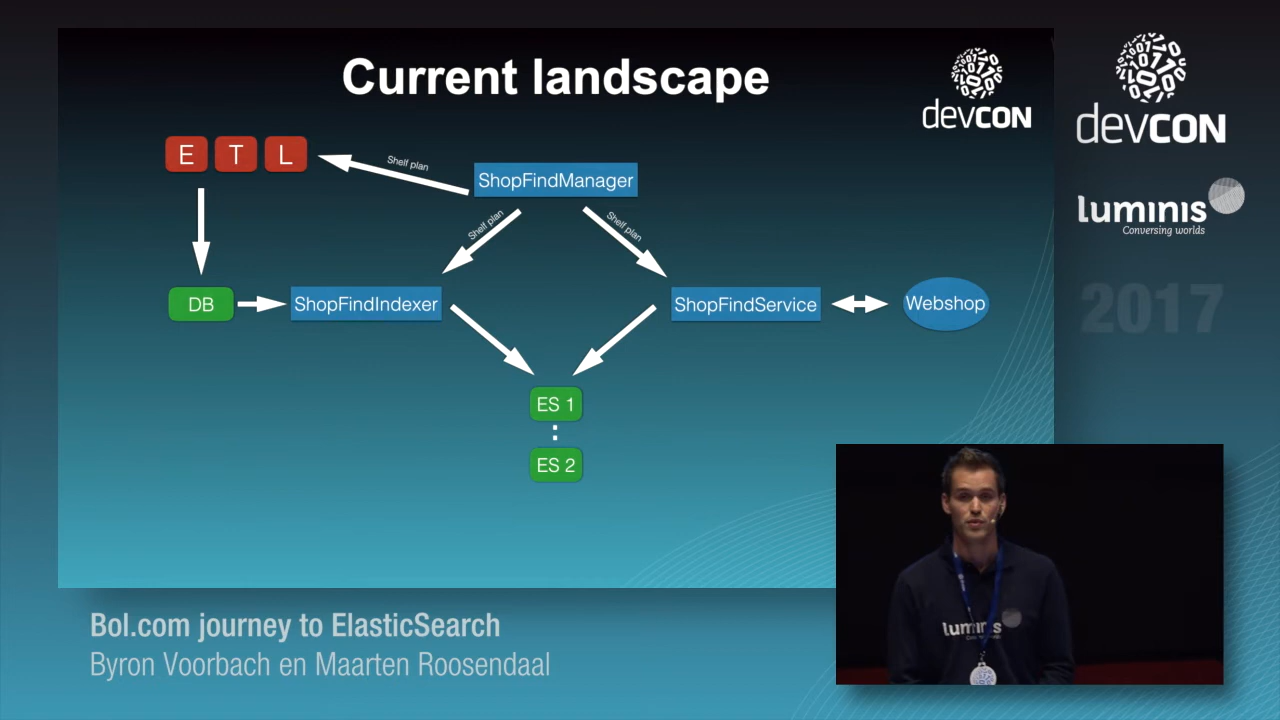 Current landscape
devcon
devcon
luminis
Conversing worlds
2017
E T L
Shelf plan
ShopFindManager
Shelf plan
Shelf plan
DB
ShopFindIndexer
ShopFindService
Webshop
ES 1
ES 2
luminis
Bol.com journey to ElasticSearch
Byron Voorbach en Maarten Roosendaal